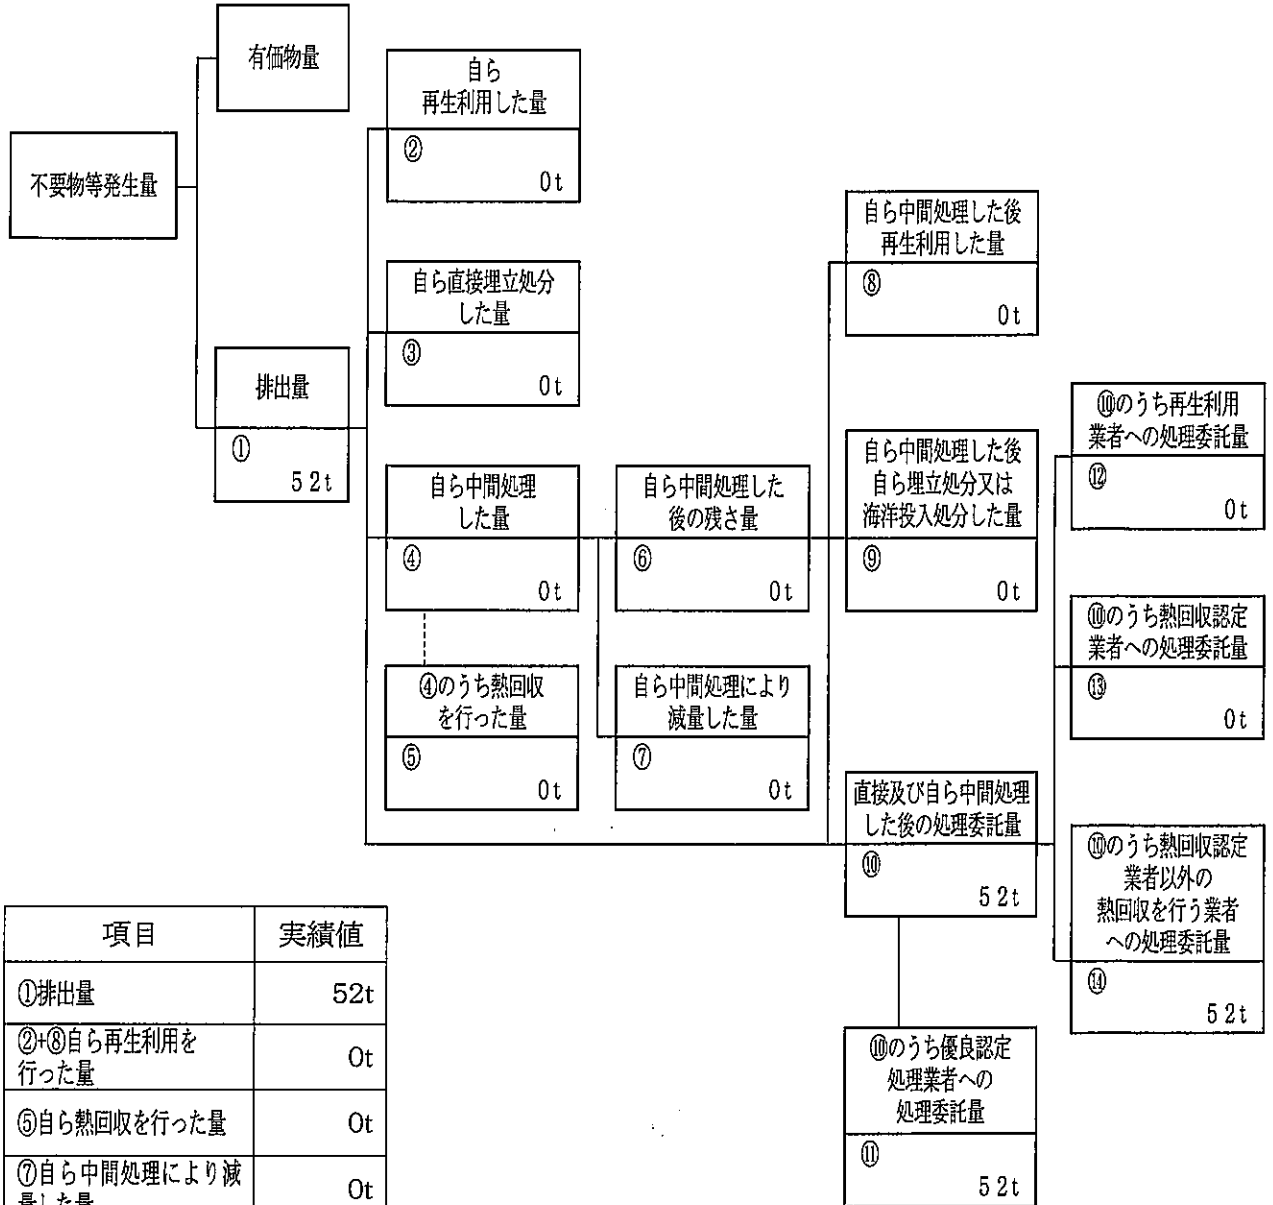 有価物量
不要物等発生量
排出量
①
52t
自ら
再生利用した量
②
0t
自ら直接埋立処分
した量
③
0t
自ら中間処理
した量
④
0t
④のうち熱回収
を行った量
⑤
0t
自ら中間処理した
後の残さ量
⑥
0t
自ら中間処理により
減量した量
⑦
0t
自ら中間処理した後
再生利用した量
⑧
0t
自ら中間処理した後
自ら埋立処分又は
海洋投入処分した量
⑨
0t
直接及び自ら中間処理
した後の処理委託量
⑩
52t
⑩のうち優良認定
処理業者への
処理委託量
⑪
52t
⑩のうち再生利用
業者への処理委託量
⑫
0t
⑩のうち熱回収認定
業者への処理委託量
⑬
0t
⑩のうち熱回収認定
業者以外の
熱回収を行う業者
への処理委託量
⑭
52t
項目 実績値
①排出量 52t
②+⑧自ら再生利用を
行った量 0t
⑤自ら熱回収を行った量 0t
⑦自ら中間処理により減
量した量 0t